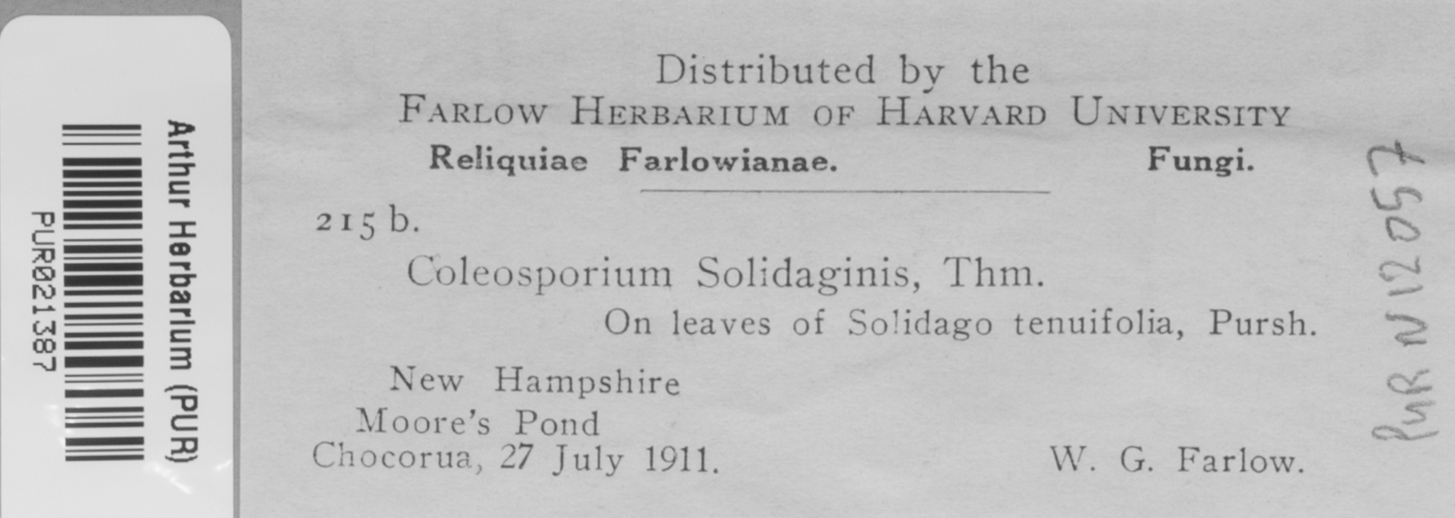 Arthur Herbarium (PUR)
PUR021387
Distributed by the
FARLOW HERBARIUM OF HARVARD UNIVERSITY
Reliquiae Farlowianae. Fungi.
215 b.
Coleosporium Solidaginis, Thm.
On leaves of Solidago tenuifolia, Pursh.
New Hampshire
Moore's Pond
Chocorua, 27 July 1911. W. G. Farlow.
PUR N12057